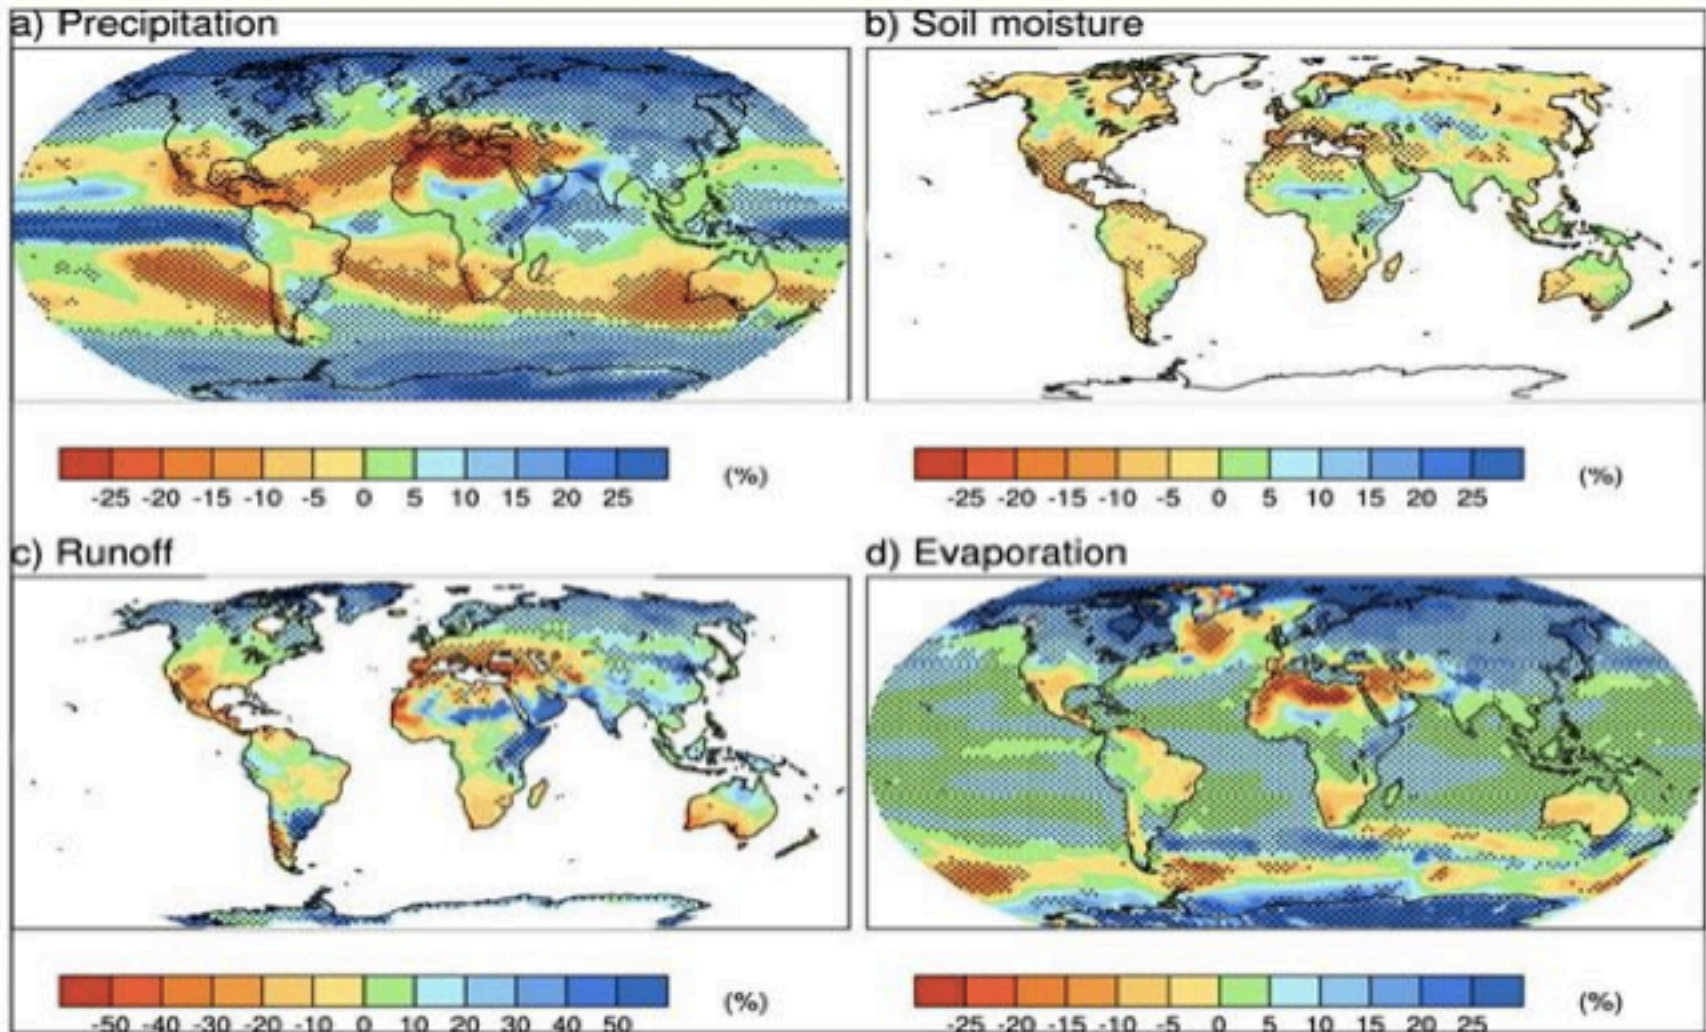 a) Precipitation
b) Soil moisture
-25 -20 -15 -10 -5 0 5 10 15 20 25 (%)
-25 -20 -15 -10 -5 0 5 10 15 20 25 (%)
c) Runoff
d) Evaporation
-50 -40 -30 -20 -10 0 10 20 30 40 50 (%)
-25 -20 -15 -10 -5 0 5 10 15 20 25 (%)